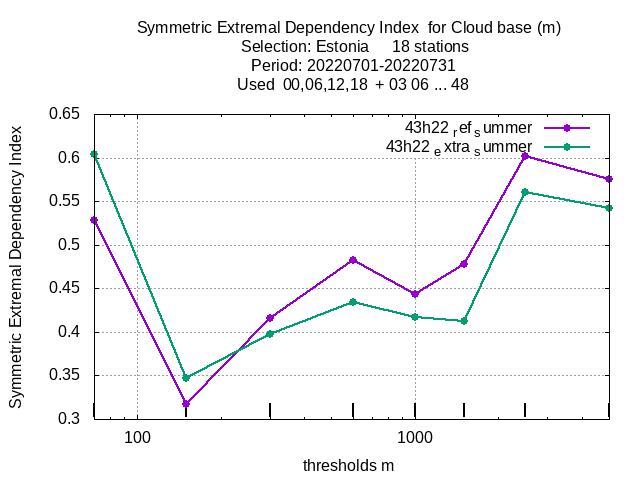 Symmetric Extremal Dependency Index  for Cloud base (m)
Selection: Estonia     18 stations
Period: 20220701-20220731
Used  00,06,12,18  + 03 06 ... 48
Symmetric Extremal Dependency Index
0.65
0.6
0.55
0.5
0.45
0.4
0.35
0.3
43h22 ref summer
43h22 extra summer
100 1000
thresholds m